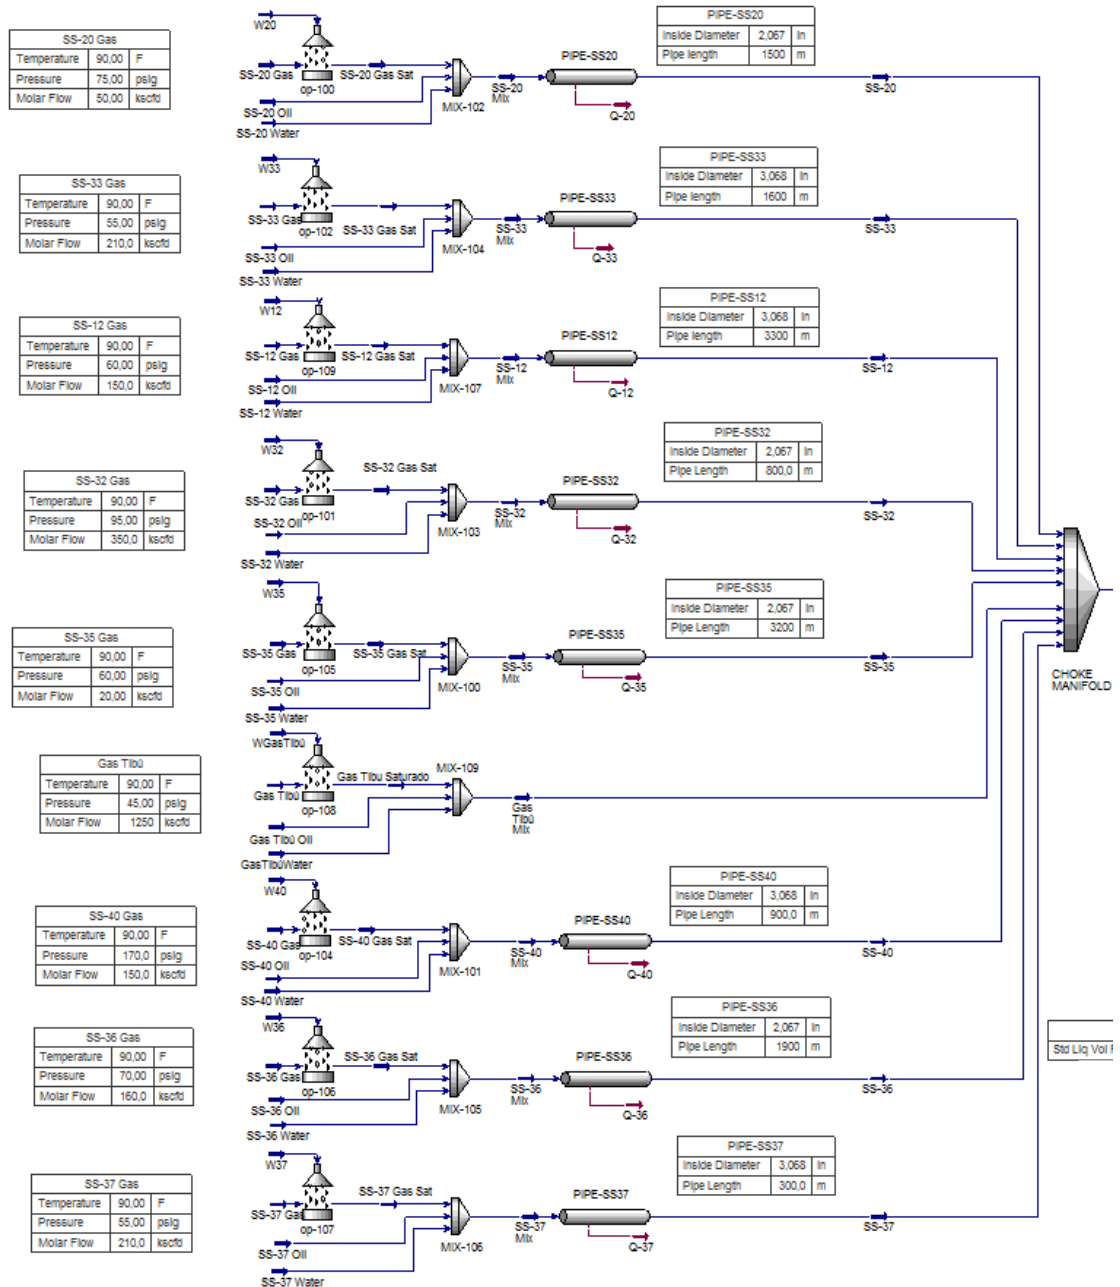 W20
PIPE-SS20
Inside Diameter 2,067 in
Pipe length 1500 m
SS-20 Gas
Temperature 90,00 F
Pressure 75,00 psig
Molar Flow 50,00 kscfd
SS-20 Gas
SS-20 Gas Sat
op-100
SS-20 Oil
SS-20 Water
MIX-102
SS-20
Mix
PIPE-SS20
Q-20
SS-20
W33
PIPE-SS33
Inside Diameter 3,068 in
Pipe length 1600 m
SS-33 Gas
Temperature 90,00 F
Pressure 55,00 psig
Molar Flow 210,0 kscfd
SS-33 Gas
SS-33 Gas Sat
op-102
SS-33 Oil
SS-33 Water
MIX-104
SS-33
Mix
PIPE-SS33
Q-33
SS-33
W12
PIPE-SS12
Inside Diameter 3,068 in
Pipe length 3300 m
SS-12 Gas
Temperature 90,00 F
Pressure 60,00 psig
Molar Flow 150,0 kscfd
SS-12 Gas
SS-12 Gas Sat
op-109
SS-12 Oil
SS-12 Water
MIX-107
SS-12
Mix
PIPE-SS12
Q-12
SS-12
W32
PIPE-SS32
Inside Diameter 2,067 in
Pipe Length 800,0 m
SS-32 Gas
Temperature 90,00 F
Pressure 95,00 psig
Molar Flow 350,0 kscfd
SS-32 Gas
SS-32 Gas Sat
op-101
SS-32 Oil
SS-32 Water
MIX-103
SS-32
Mix
PIPE-SS32
Q-32
SS-32
W35
PIPE-SS35
Inside Diameter 2,067 in
Pipe Length 3200 m
SS-35 Gas
Temperature 90,00 F
Pressure 60,00 psig
Molar Flow 20,00 kscfd
SS-35 Gas
SS-35 Gas Sat
op-105
SS-35 Oil
SS-35 Water
MIX-100
SS-35
Mix
PIPE-SS35
Q-35
SS-35
CHOKE
MANIFOLD
WGasTibú
Gas Tibú
Temperature 90,00 F
Pressure 45,00 psig
Molar Flow 1250 kscfd
Gas Tibú
Gas Tibu Saturado
op-108
Gas Tibú Oil
GasTibúWater
MIX-109
Gas
Tibú
Mix
W40
PIPE-SS40
Inside Diameter 3,068 in
Pipe Length 900,0 m
SS-40 Gas
Temperature 90,00 F
Pressure 170,0 psig
Molar Flow 150,0 kscfd
SS-40 Gas
SS-40 Gas Sat
op-104
SS-40 Oil
SS-40 Water
MIX-101
SS-40
Mix
PIPE-SS40
Q-40
SS-40
W36
PIPE-SS36
Inside Diameter 2,067 in
Pipe Length 1900 m
SS-36 Gas
Temperature 90,00 F
Pressure 70,00 psig
Molar Flow 160,0 kscfd
SS-36 Gas
SS-36 Gas Sat
op-106
SS-36 Oil
SS-36 Water
MIX-105
SS-36
Mix
PIPE-SS36
Q-36
SS-36
Std Liq Vol
W37
PIPE-SS37
Inside Diameter 3,068 in
Pipe Length 300,0 m
SS-37 Gas
Temperature 90,00 F
Pressure 55,00 psig
Molar Flow 210,0 kscfd
SS-37 Gas
SS-37 Gas Sat
op-107
SS-37 Oil
SS-37 Water
MIX-106
SS-37
Mix
PIPE-SS37
Q-37
SS-37